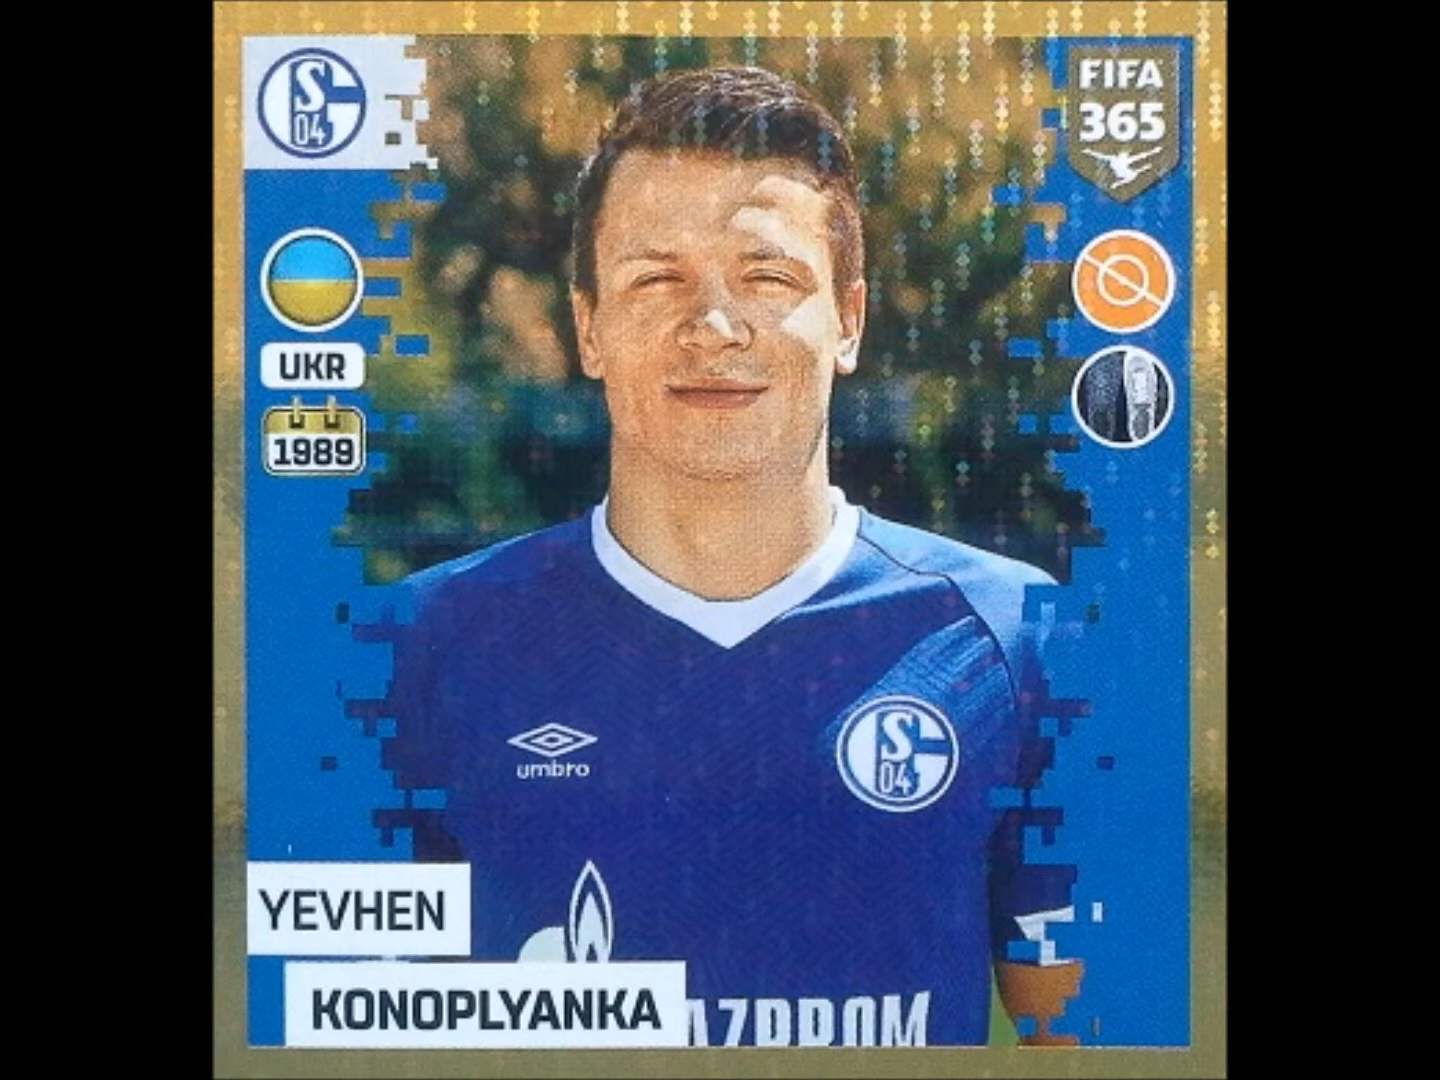 S
04
FIFA
365
UKR
1989
umbro
S
04
YEVHEN
KONOPLYANKA
AZPROM